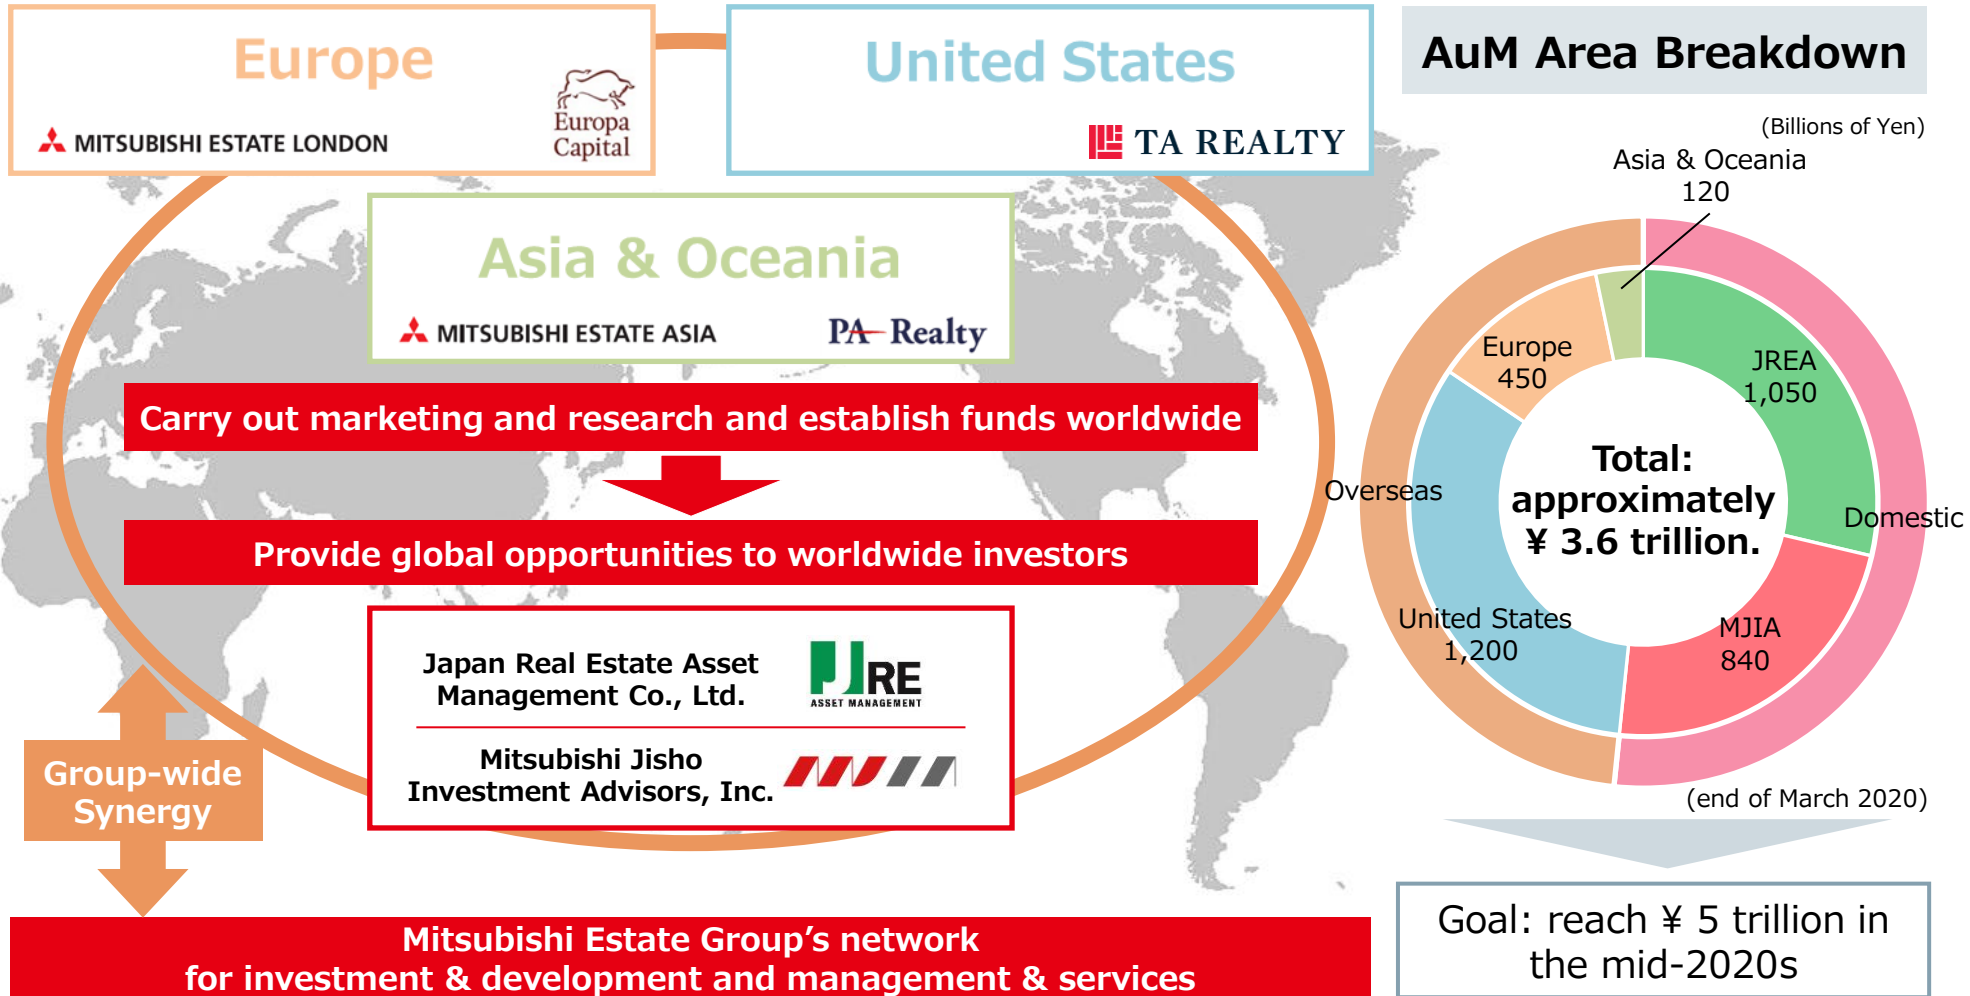 Europe
MITSUBISHI ESTATE LONDON
Europa
Capital
United States
TA REALTY
Asia & Oceania
MITSUBISHI ESTATE ASIA
PA Realty
Carry out marketing and research and establish funds worldwide
Provide global opportunities to worldwide investors
Japan Real Estate Asset
Management Co., Ltd.
JRE
ASSET MANAGEMENT
Mitsubishi Jisho
Investment Advisors, Inc.
Group-wide
Synergy
Mitsubishi Estate Group’s network
for investment & development and management & services
AuM Area Breakdown
(Billions of Yen)
Asia & Oceania
120
Europe
450
JREA
1,050
Total:
approximately
¥ 3.6 trillion.
Overseas
Domestic
United States
1,200
MJIA
840
(end of March 2020)
Goal: reach ¥ 5 trillion in
the mid-2020s